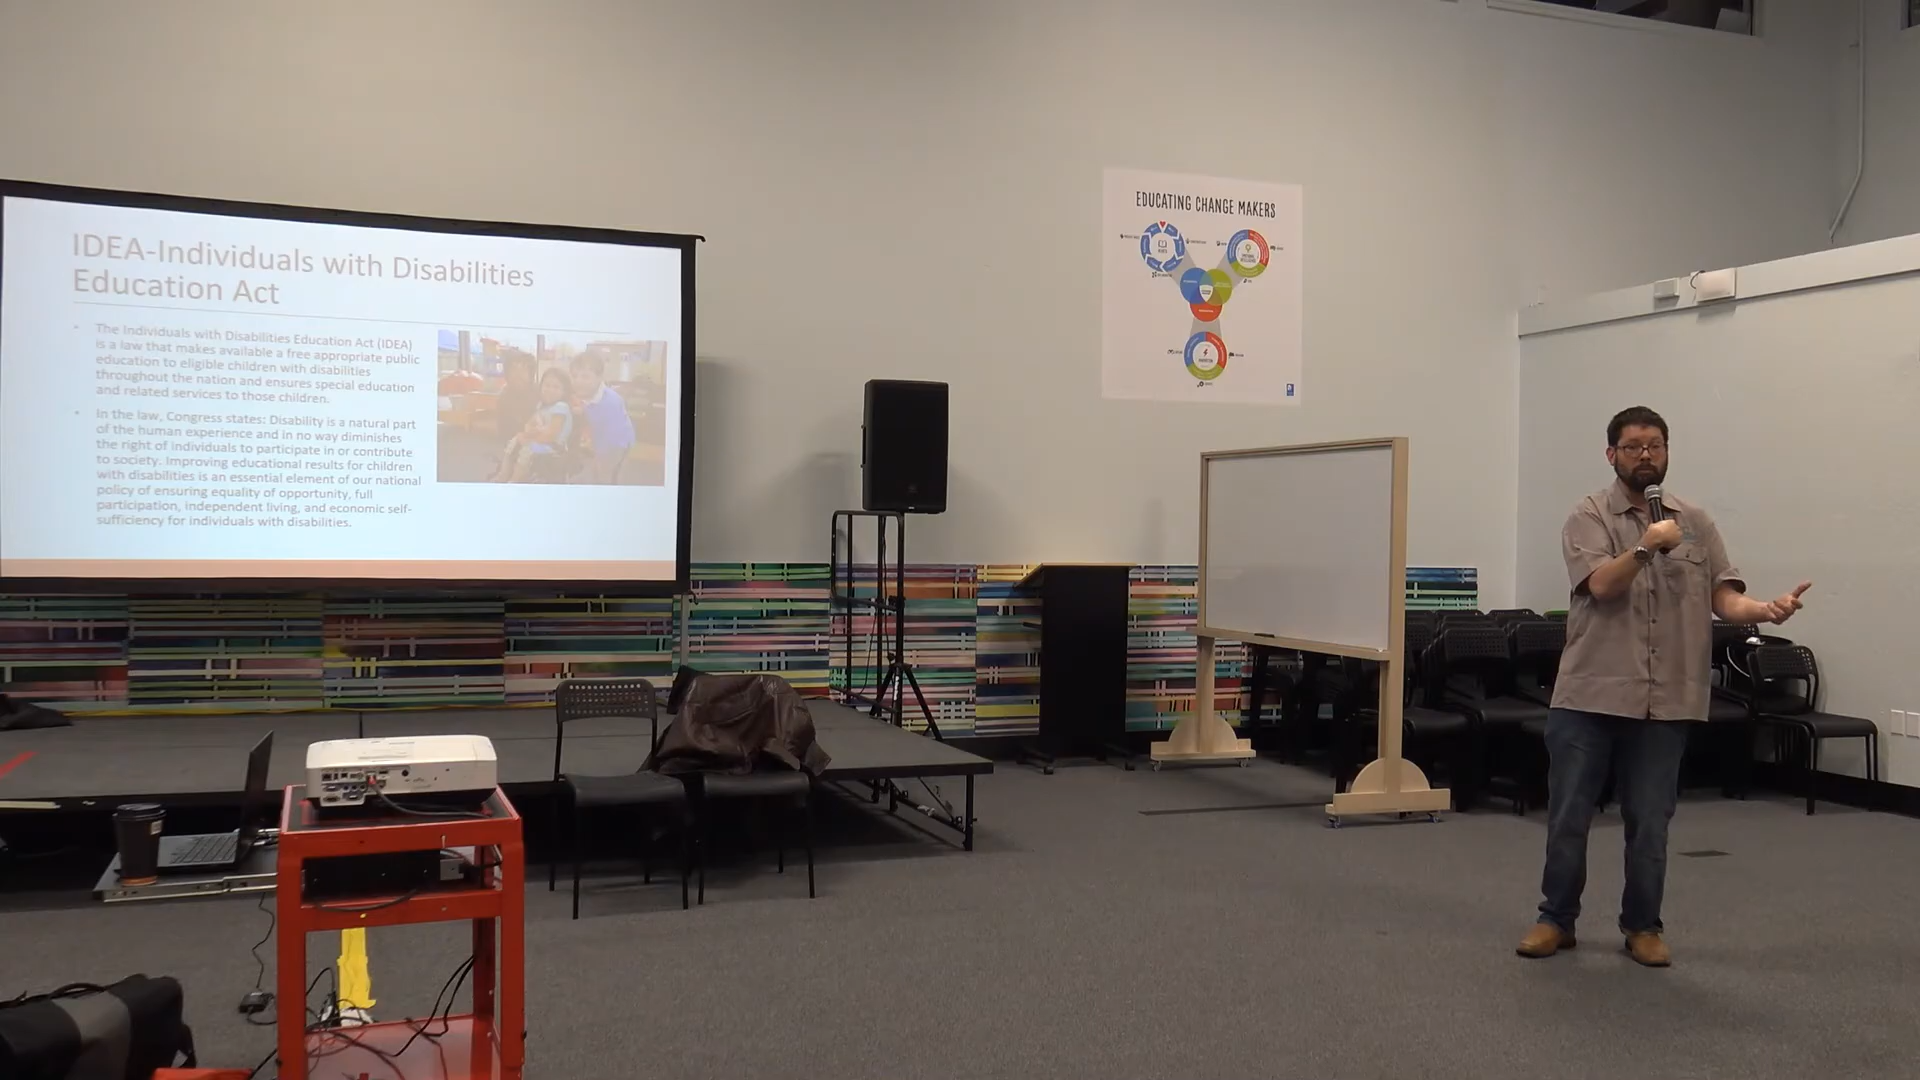 IDEA-Individuals with Disabilities
Education Act
• The Individuals with Disabilities Education Act (IDEA)
is a law that makes available a free appropriate public
education to eligible children with disabilities
throughout the nation and ensures special education
and related services to those children.
• In the law, Congress states: Disability is a natural part
of the human experience and in no way diminishes
the right of individuals to participate in or contribute
to society. Improving educational results for children
with disabilities is an essential element of our national
policy of ensuring equality of opportunity, full
participation, independent living, and economic self-
sufficiency for individuals with disabilities.
EDUCATING CHANGE MAKERS